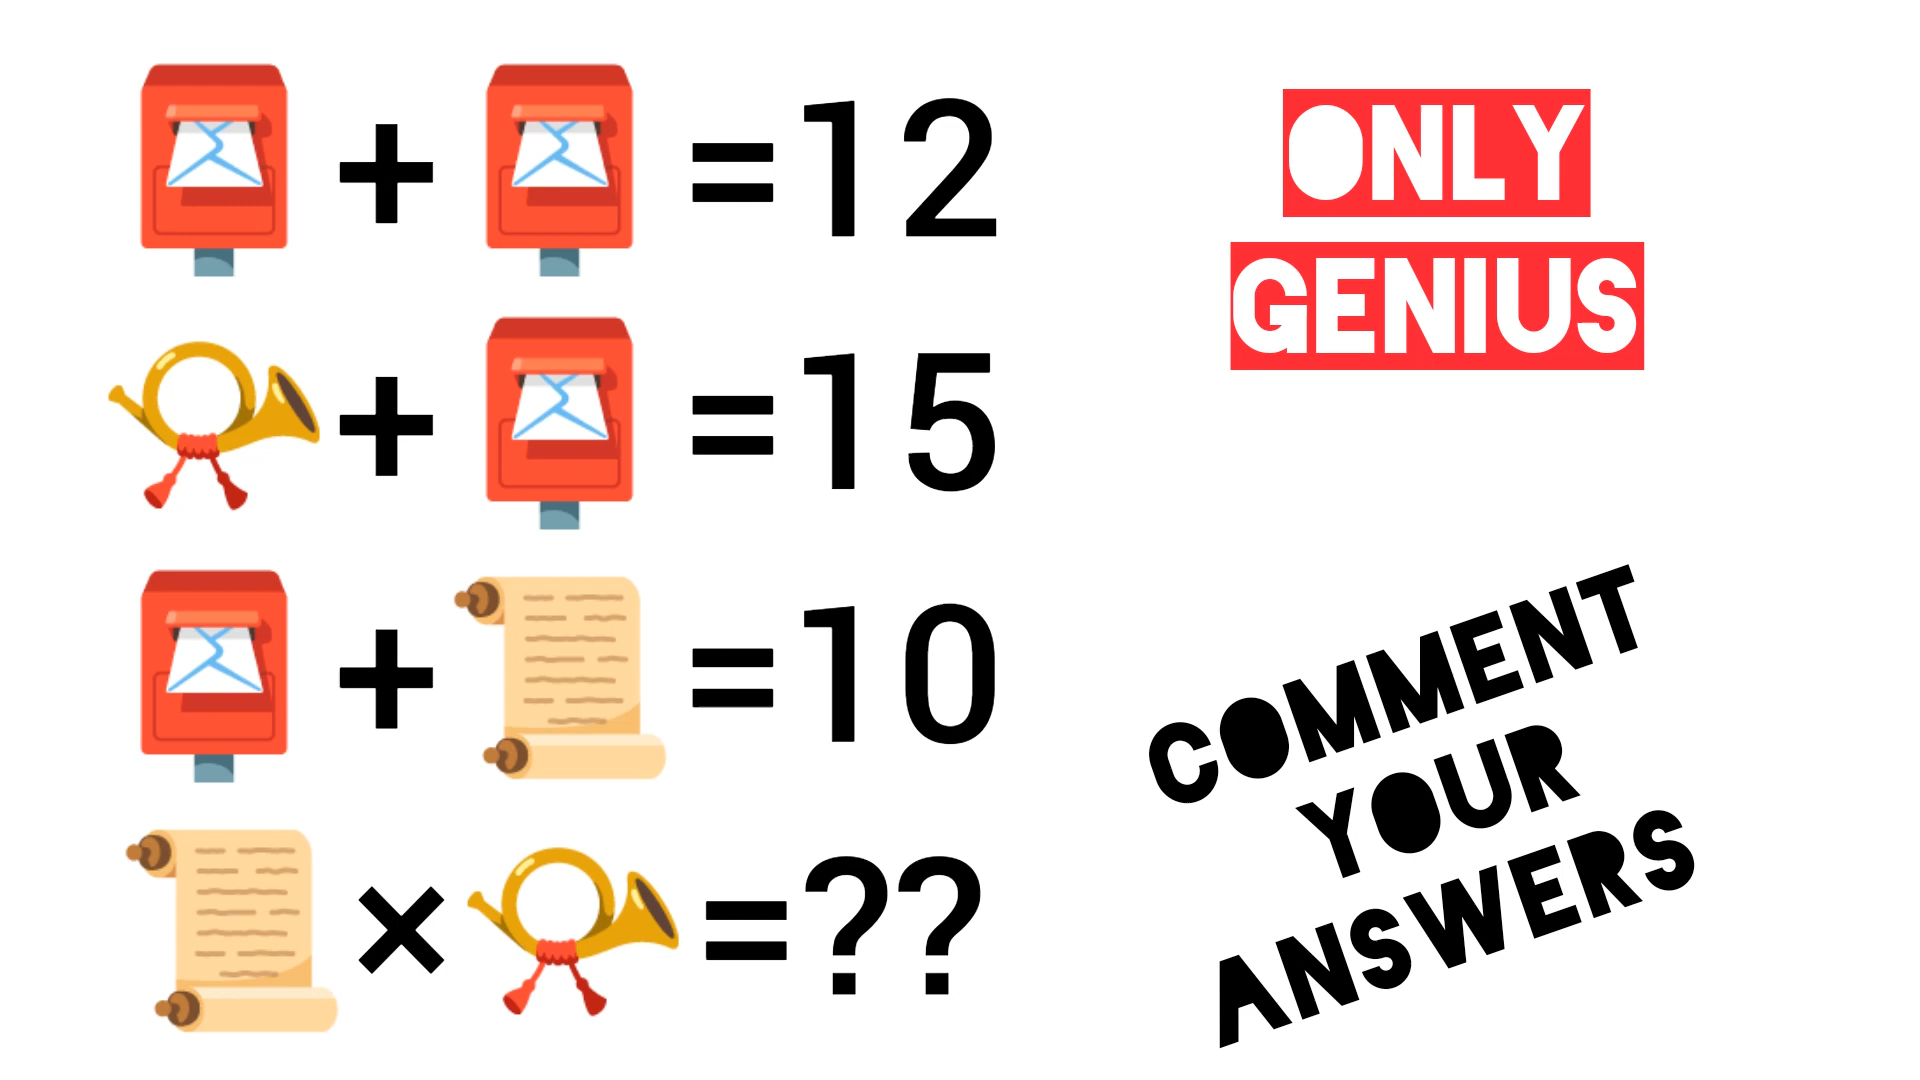 + =12
+ =15
+ =10
× =??
ONLY
GENIUS
COMMENT
YOUR
ANSWERS